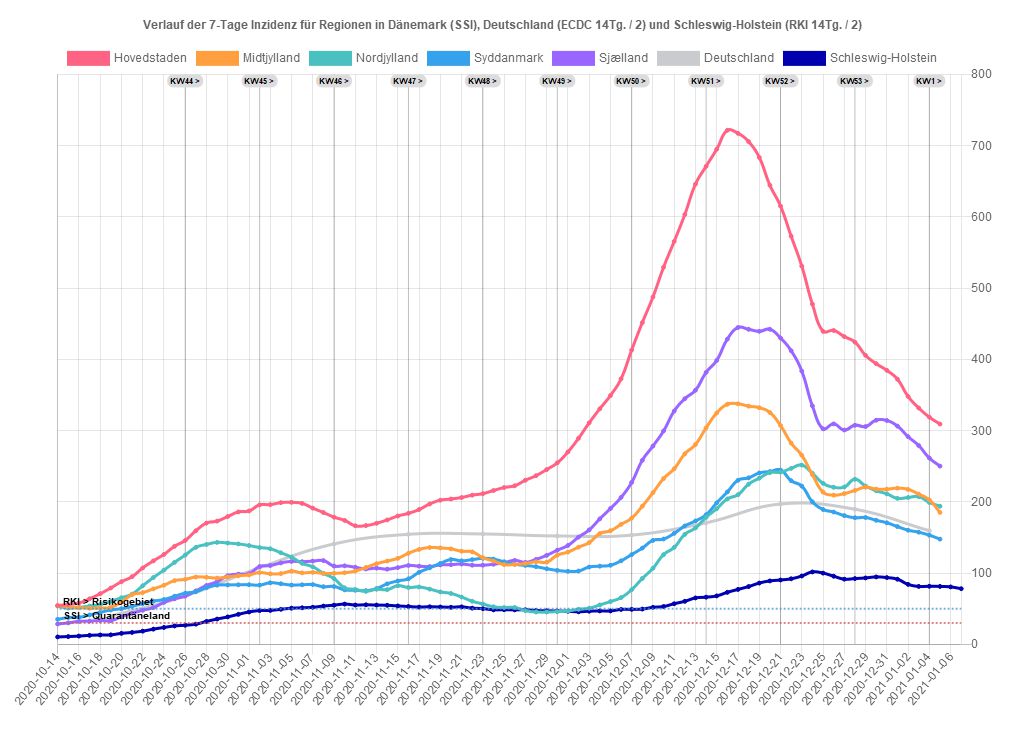 Verlauf der 7-Tage Inzidenz für Regionen in Dänemark (SSI), Deutschland (ECDC 14Tg. / 2) und Schleswig-Holstein (RKI 14Tg. / 2)
Hovedstaden Midtjylland Nordjylland Syddanmark Sjælland Deutschland Schleswig-Holstein
KW44 > KW45 > KW46 > KW47 > KW48 > KW49 > KW50 > KW51 > KW52 > KW53 > KW1 >
800
700
600
500
400
300
200
100
0
RKI > Risikogebiet
SSI > Quarantäneland
2020-10-14 2020-10-16 2020-10-18 2020-10-20 2020-10-22 2020-10-24 2020-10-26 2020-10-28 2020-10-30 2020-11-01 2020-11-03 2020-11-05 2020-11-07 2020-11-09 2020-11-11 2020-11-13 2020-11-15 2020-11-17 2020-11-19 2020-11-21 2020-11-23 2020-11-25 2020-11-27 2020-11-29 2020-12-01 2020-12-03 2020-12-05 2020-12-07 2020-12-09 2020-12-11 2020-12-13 2020-12-15 2020-12-17 2020-12-19 2020-12-21 2020-12-23 2020-12-25 2020-12-27 2020-12-29 2020-12-31 2021-01-02 2021-01-04 2021-01-06